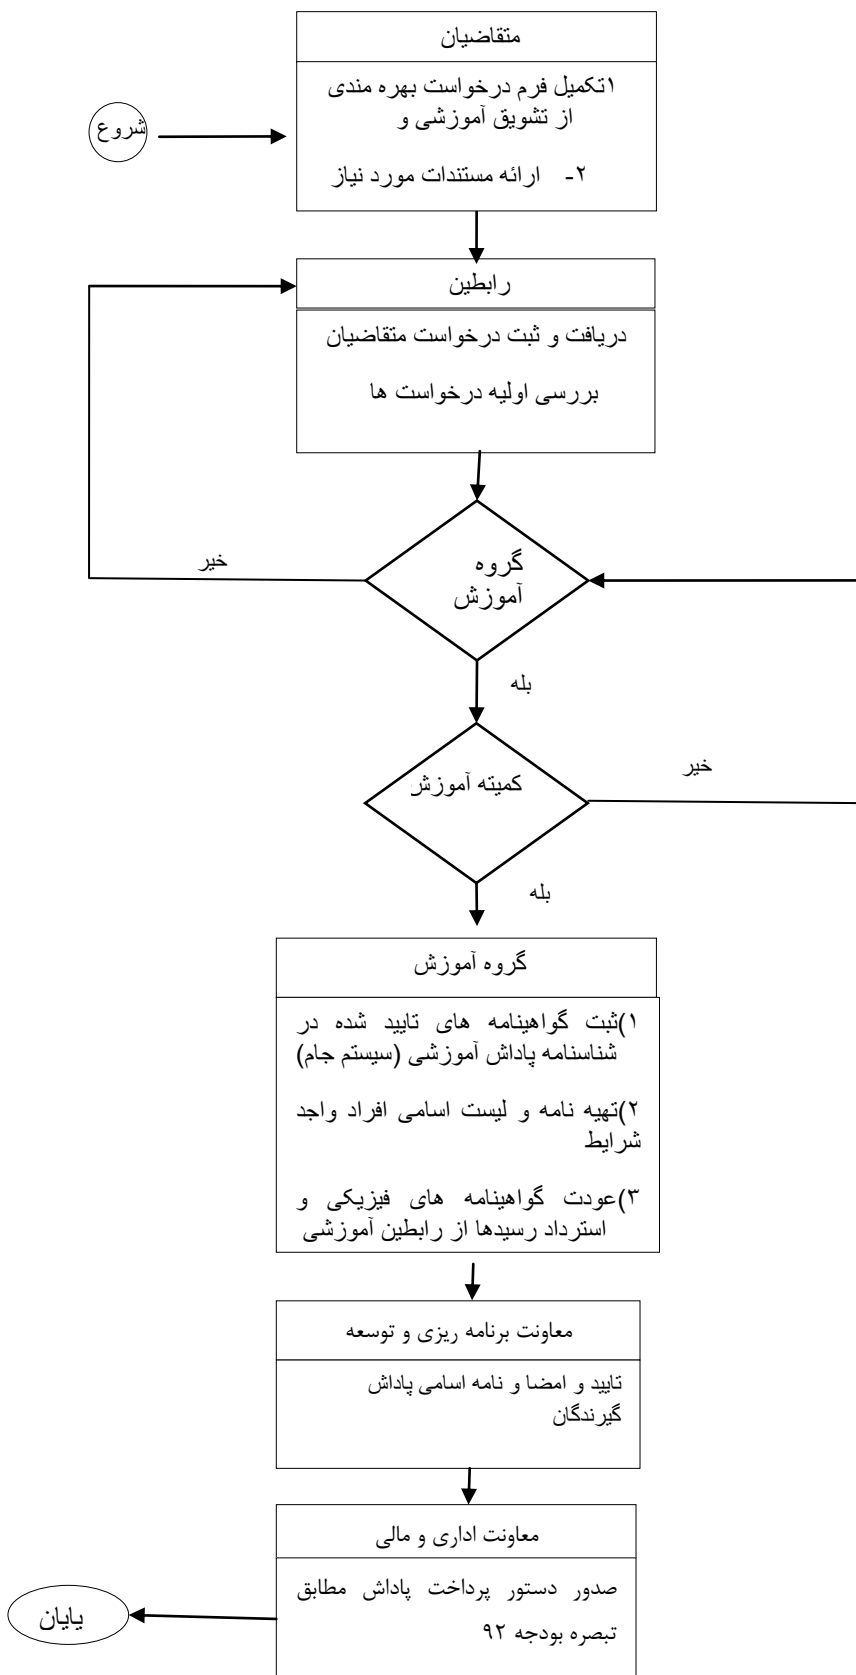 متقاضیان
۱تکمیل فرم درخواست بهره مندی
از تشویق آموزشی و
۲- ارائه مستندات مورد نیاز
شروع
رابطین
دریافت و ثبت درخواست متقاضیان
بررسی اولیه درخواست ها
گروه
آموزش
خیر
بله
کمیته آموزش
خیر
بله
گروه آموزش
۱)ثبت گواهینامه های تایید شده در
شناسنامه پاداش آموزشی (سیستم جام)
۲)تهیه نامه و لیست اسامی افراد واجد
شرایط
۳)عودت گواهینامه های فیزیکی و
استرداد رسیدها از رابطین آموزشی
معاونت برنامه ریزی و توسعه
تایید و امضا و نامه اسامی پاداش
گیرندگان
معاونت اداری و مالی
صدور دستور پرداخت پاداش مطابق
تبصره بودجه ۹۲
پایان